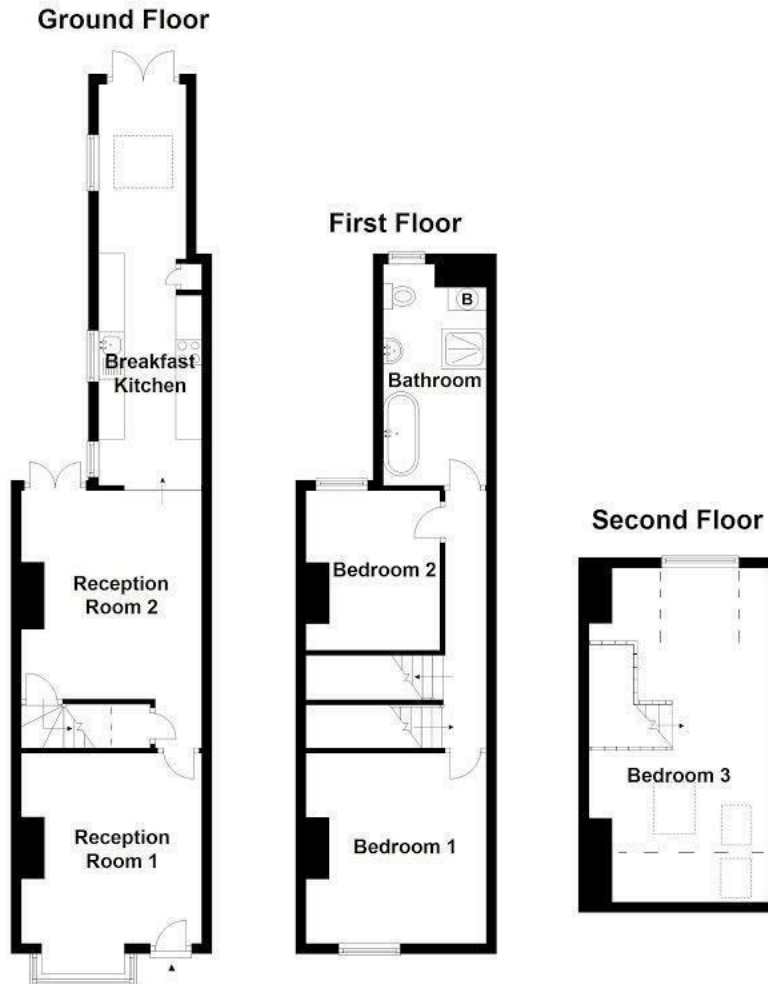 Ground Floor
First Floor
B
Breakfast
Kitchen
Bathroom
Second Floor
Reception
Room 2
Bedroom 2
Bedroom 3
Reception
Room 1
Bedroom 1